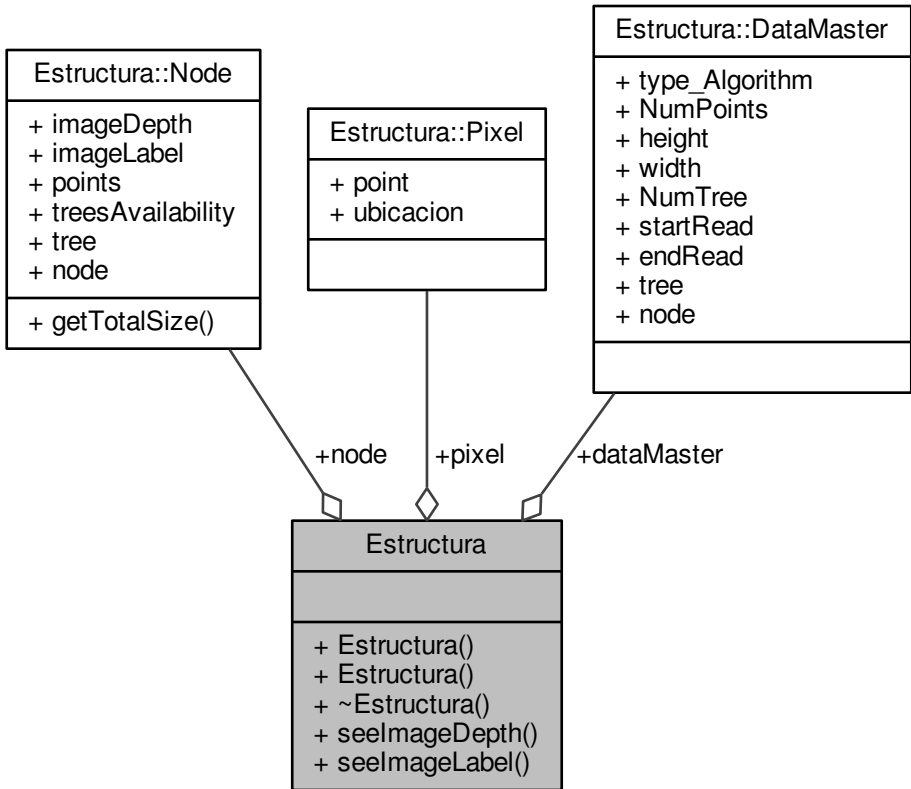 Estructura::Node
+ imageDepth
+ imageLabel
+ points
+ treesAvailability
+ tree
+ node
+ getTotalSize()
Estructura::Pixel
+ point
+ ubicacion
Estructura::DataMaster
+ type_Algorithm
+ NumPoints
+ height
+ width
+ NumTree
+ startRead
+ endRead
+ tree
+ node
+node
+pixel
+dataMaster
Estructura
+ Estructura()
+ Estructura()
+ ~Estructura()
+ seeImageDepth()
+ seeImageLabel()